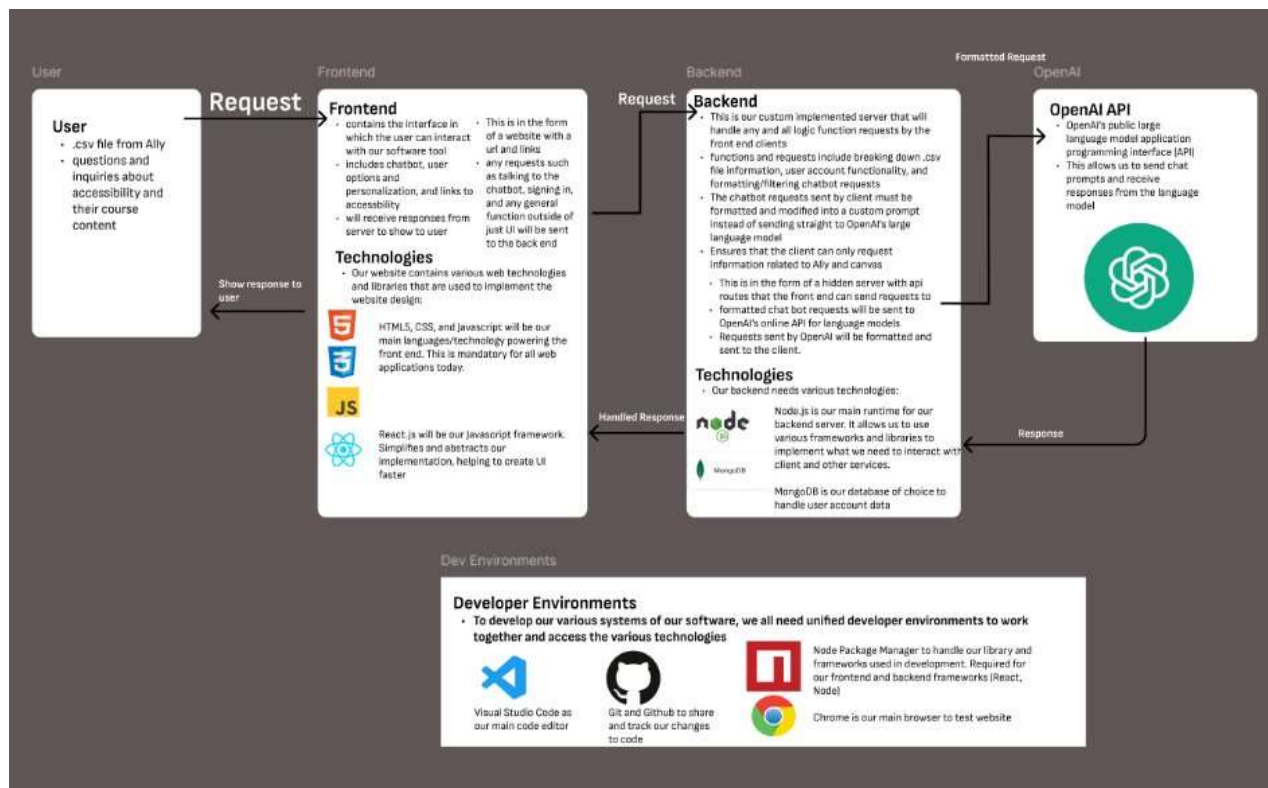 User
User
• .csv file from Ally
• questions and
inquiries about
accessibility and
their course
content
Request
Show response to
user
Frontend
Frontend
• contains the interface in
which the user can interact
with our software tool
• includes chatbot, user
options and
personalization, and links to
accessbility
• will receive responses from
server to show to user
• This is in the form
of a website with a
url and links
• any requests such
as talking to the
chatbot, signing in,
and any general
function outside of
just UI will be sent
to the back end
Technologies
• Our website contains various web technologies
and libraries that are used to implement the
website design:
5
HTML5, CSS, and Javascript will be our
main languages/technology powering the
front end. This is mandatory for all web
applications today.
3
JS
React.js will be our Javascript framework.
Simplifies and abstracts our
implementation, helping to create UI
faster
Request
Handled Response
Backend
Backend
• This is our custom implemented server that will
handle any and all logic function requests by the
front end clients
• functions and requests include breaking down .csv
file information, user account functionality, and
formatting/filtering chatbot requests
• The chatbot requests sent by client must be
formatted and modified into a custom prompt
instead of sending straight to OpenAI's large
language model
• Ensures that the client can only request
information related to Ally and canvas
• This is in the form of a hidden server with api
routes that the front end can send requests to
• formatted chat bot requests will be sent to
OpenAI's online API for language models
• Requests sent by OpenAI will be formatted and
sent to the client.
Technologies
• Our backend needs various technologies:
node
JS
Node.js is our main runtime for our
backend server. It allows us to use
various frameworks and libraries to
implement what we need to interact with
client and other services.
MongoDB
MongoDB is our database of choice to
handle user account data
Formatted Request
Response
OpenAI
OpenAI API
• OpenAI's public large
language model application
programming interface (API)
• This allows us to send chat
prompts and receive
responses from the language
model
Dev Environments
Developer Environments
• To develop our various systems of our software, we all need unified developer environments to work
together and access the various technologies
Visual Studio Code as
our main code editor
Git and Github to share
and track our changes
to code
Node Package Manager to handle our library and
frameworks used in development. Required for
our frontend and backend frameworks (React,
Node)
Chrome is our main browser to test website